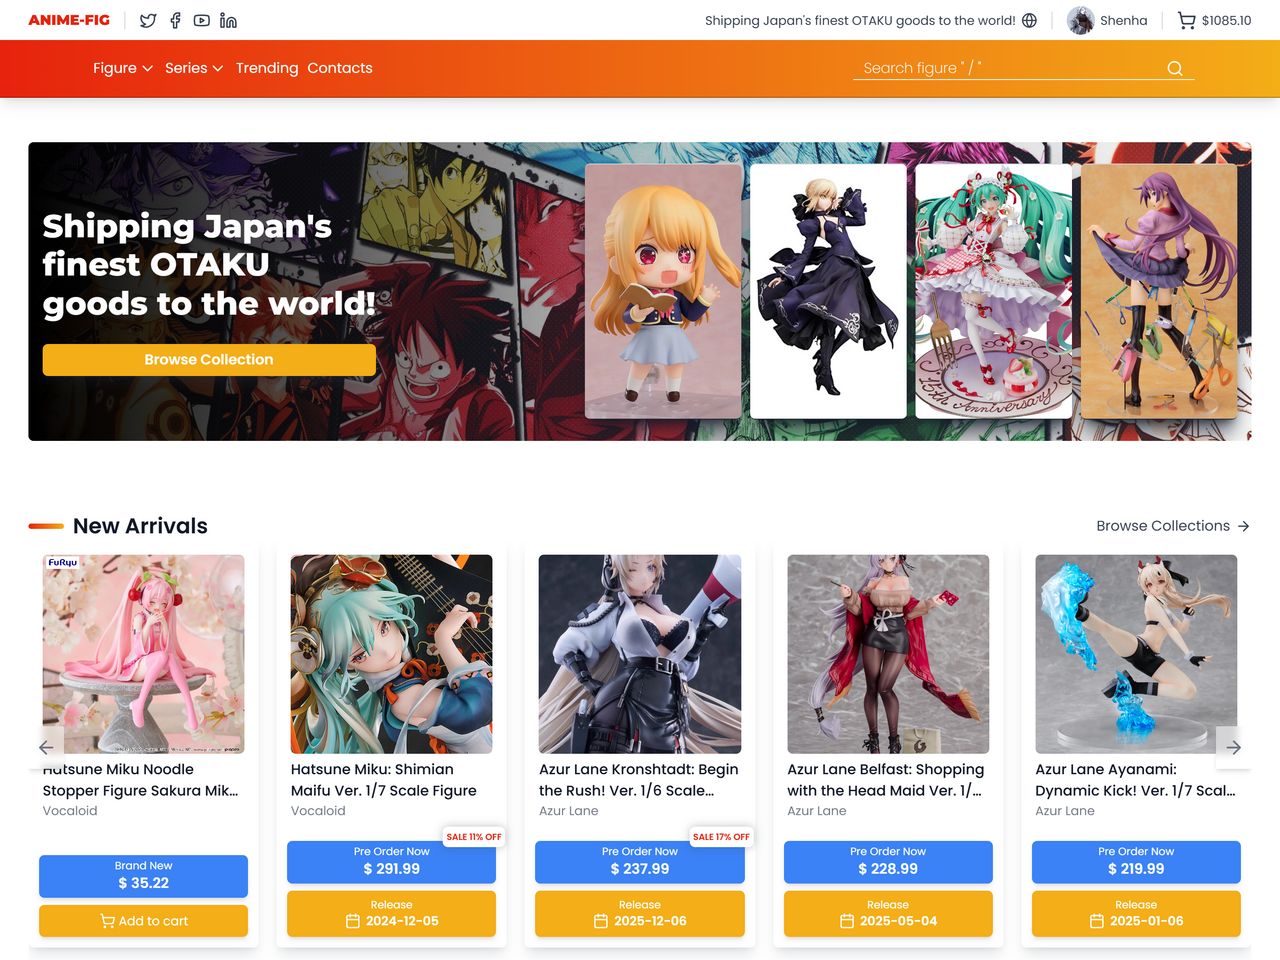 ANIME-FIG
Shipping Japan's finest OTAKU goods to the world!
Shenha
$1085.10
Figure
Series
Trending
Contacts
Search figure " / "
Shipping Japan's
finest OTAKU
goods to the world!
Browse Collection
15th Anniversary
New Arrivals
Browse Collections
FuRyu
Hatsune Miku Noodle
Stopper Figure Sakura Mik...
Vocaloid
Brand New
$ 35.22
Add to cart
Hatsune Miku: Shimian
Maifu Ver. 1/7 Scale Figure
Vocaloid
SALE 11% OFF
Pre Order Now
$ 291.99
Release
2024-12-05
Azur Lane Kronshtadt: Begin
the Rush! Ver. 1/6 Scale...
Azur Lane
SALE 17% OFF
Pre Order Now
$ 237.99
Release
2025-12-06
Azur Lane Belfast: Shopping
with the Head Maid Ver. 1/...
Azur Lane
Pre Order Now
$ 228.99
Release
2025-05-04
Azur Lane Ayanami:
Dynamic Kick! Ver. 1/7 Scal...
Azur Lane
Pre Order Now
$ 219.99
Release
2025-01-06